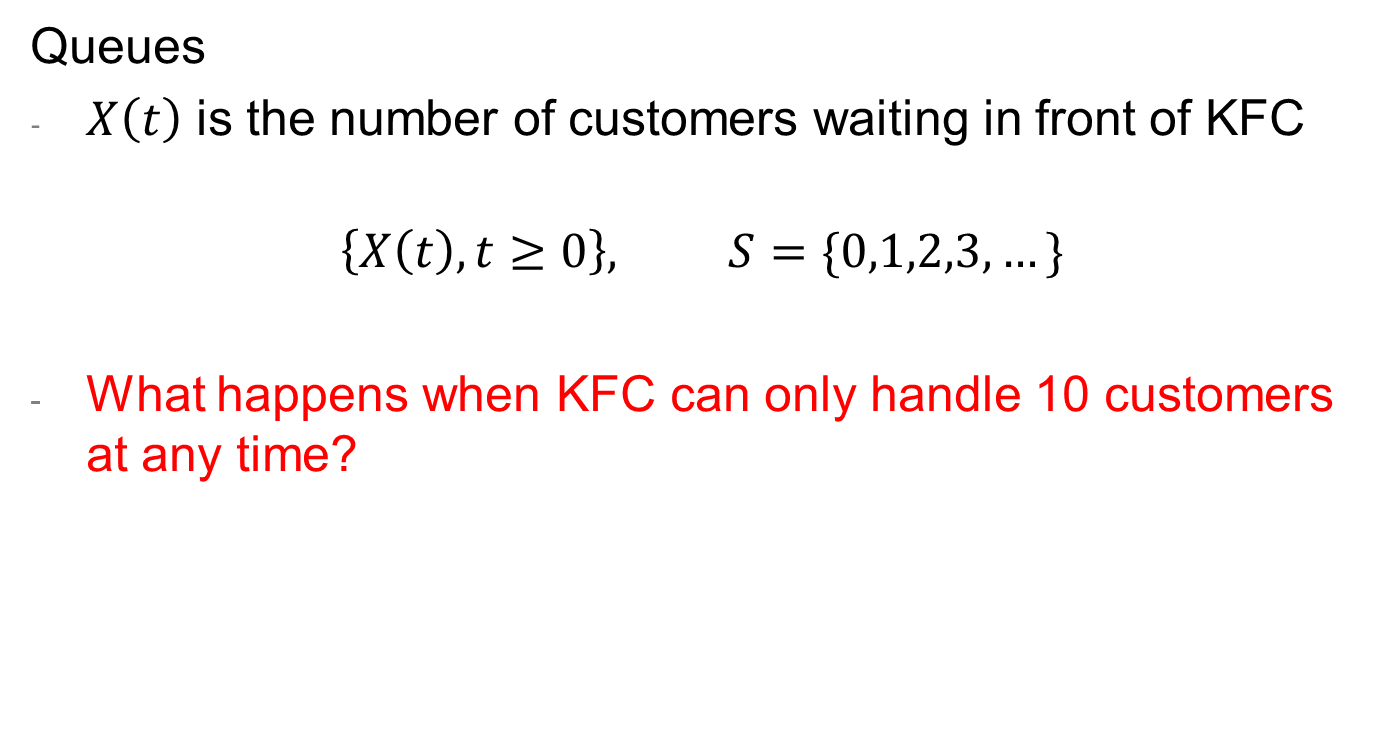 Queues
- X(t) is the number of customers waiting in front of KFC
{X(t), t ≥ 0}, S = {0,1,2,3, … }
- What happens when KFC can only handle 10 customers
at any time?